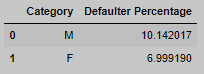 Category Defaulter Percentage
0 M 10.142017
1 F 6.999190